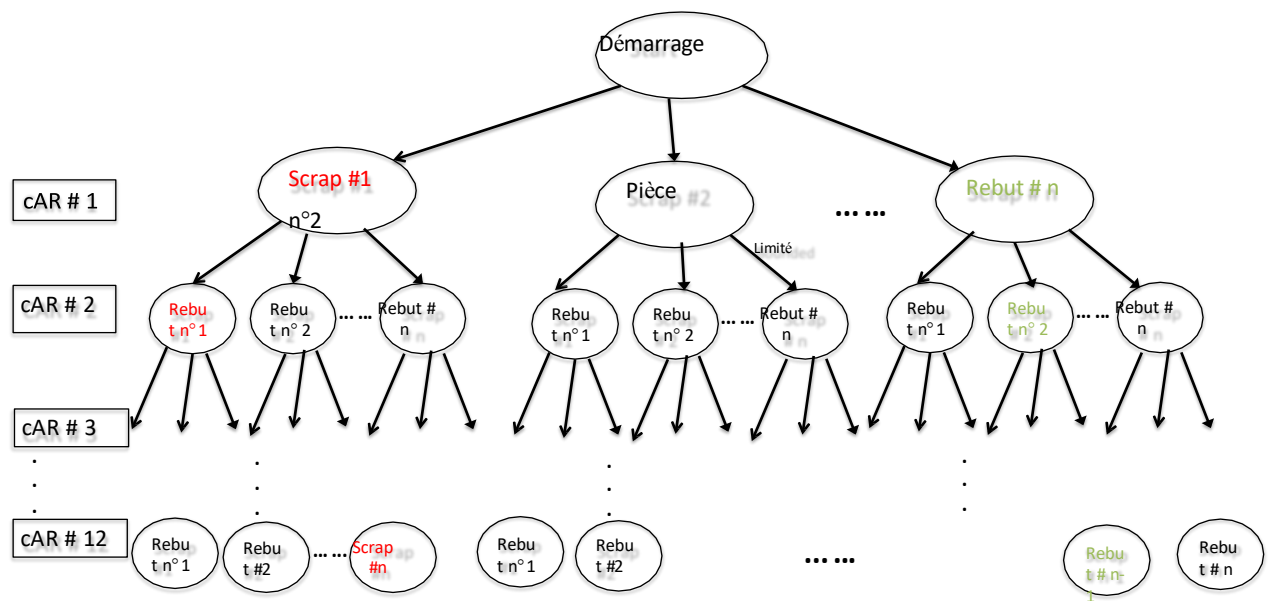 Démarrage
cAR # 1
Scrap #1
n°2
Pièce
... ...
Rebut # n
Limité
cAR # 2
Rebu
t n° 1
Rebu
t n° 2
... ...
Rebut #
n
Rebu
t n° 1
Rebu
t n° 2
... ...
Rebut #
n
Rebu
t n° 1
Rebu
t n° 2
... ...
Rebut #
n
cAR # 3
cAR # 12
Rebu
t n° 1
Rebu
t #2
... ...
Scrap
#n
Rebu
t n° 1
Rebu
t #2
... ...
Rebu
t # n-
1
Rebu
t # n